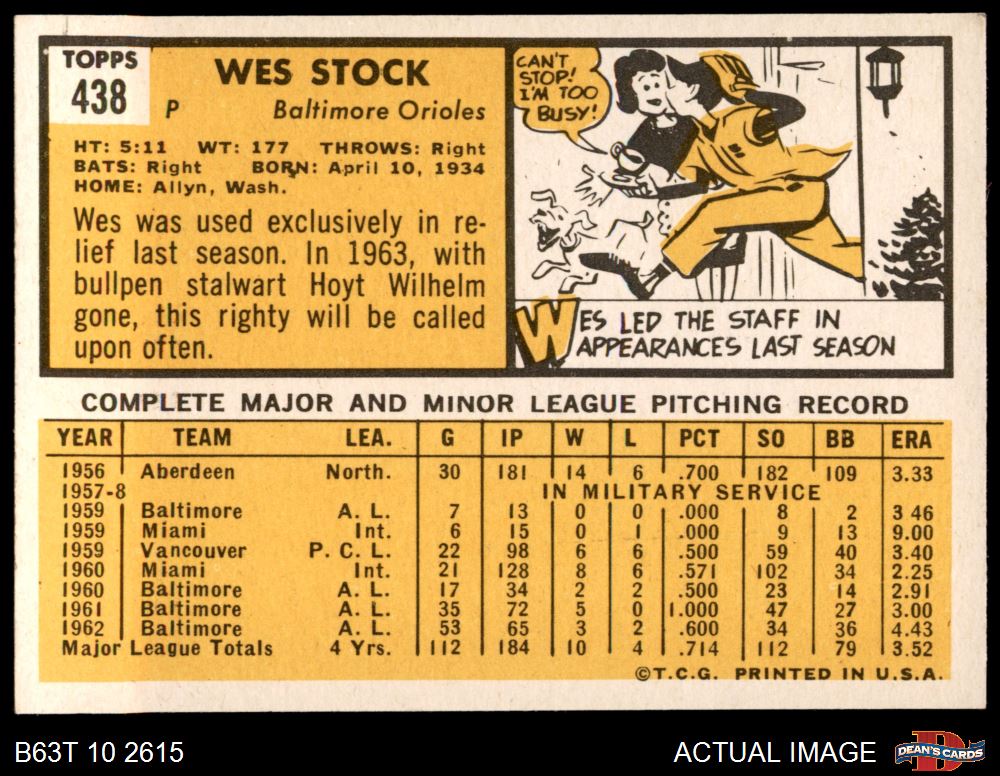 TOPPS
438
WES STOCK
P Baltimore Orioles
HT: 5:11 WT: 177 THROWS: Right
BATS: Right BORN: April 10, 1934
HOME: Allyn, Wash.
Wes was used exclusively in re-
lief last season. In 1963, with
bullpen stalwart Hoyt Wilhelm
gone, this righty will be called
upon often.
CAN'T
STOP!
I'M TOO
BUSY!
WES LED THE STAFF IN
APPEARANCES LAST SEASON
COMPLETE MAJOR AND MINOR LEAGUE PITCHING RECORD
YEAR TEAM LEA. G IP W L PCT SO BB ERA
1956 Aberdeen North. 30 181 14 6 .700 182 109 3.33
1957-8 IN MILITARY SERVICE
1959 Baltimore A. L. 7 13 0 0 .000 8 2 3 46
1959 Miami Int. 6 15 0 1 .000 9 13 9.00
1959 Vancouver P. C. L. 22 98 6 6 .500 59 40 3.40
1960 Miami Int. 21 128 8 6 .571 102 34 2.25
1960 Baltimore A. L. 17 34 2 2 .500 23 14 2.91
1961 Baltimore A. L. 35 72 5 0 1.000 47 27 3.00
1962 Baltimore A. L. 53 65 3 2 .600 34 36 4.43
Major League Totals 4 Yrs. 112 184 10 4 .714 112 79 3.52
©T.C.G. PRINTED IN U.S.A.
B63T 10 2615 ACTUAL IMAGE DEAN'S CARDS